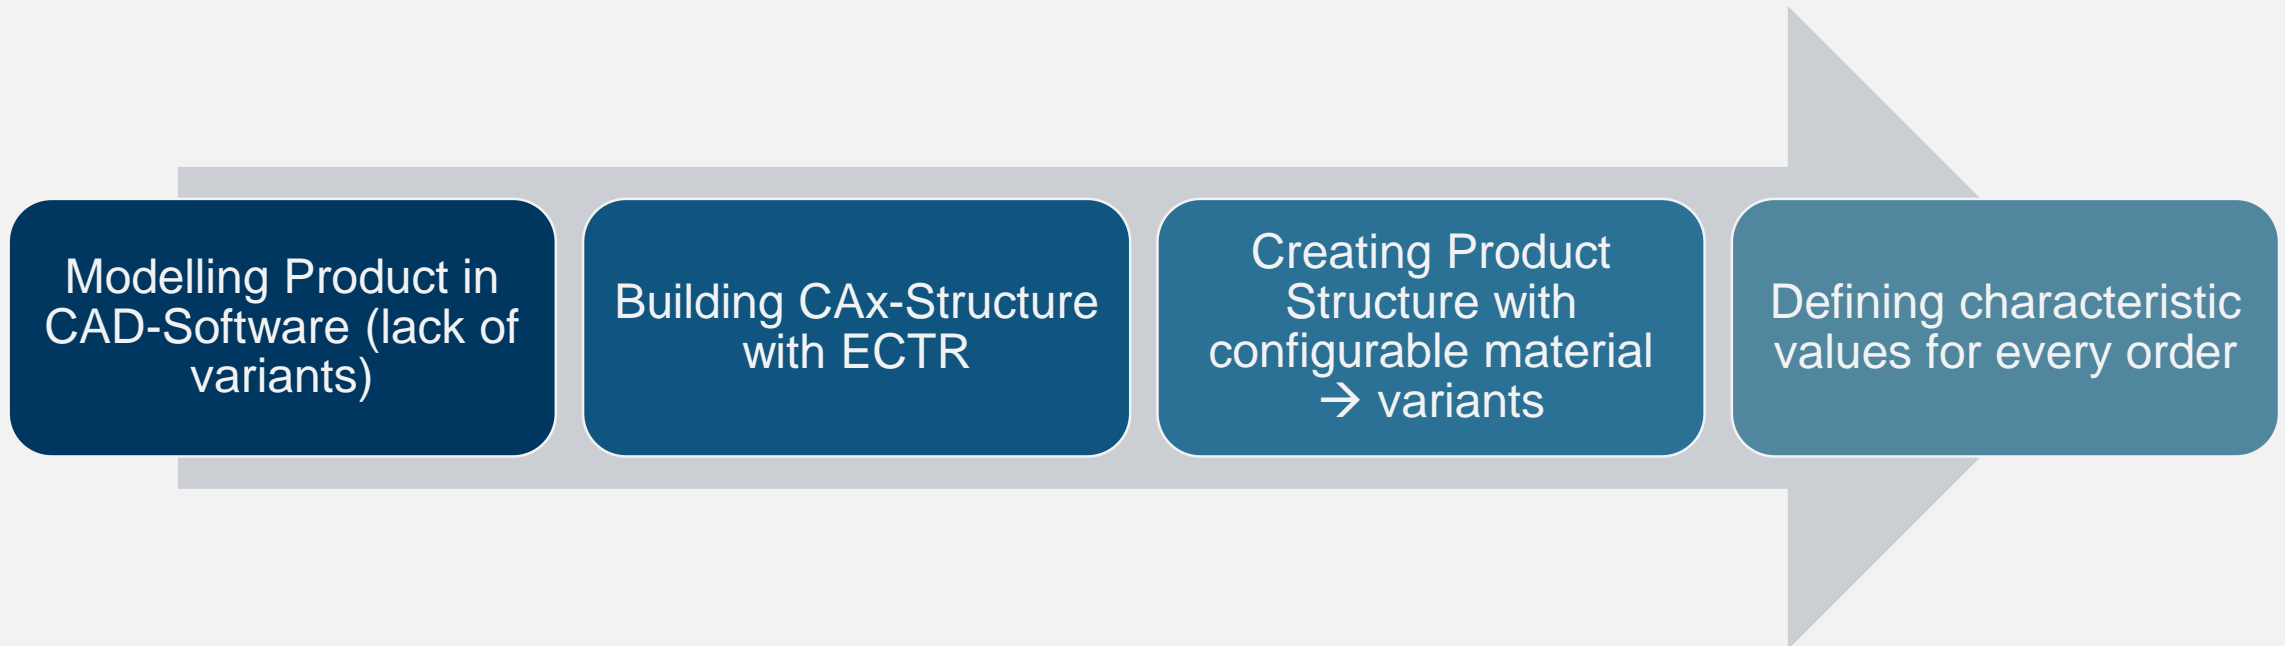 Modelling Product in
CAD-Software (lack of
variants)
Building CAx-Structure
with ECTR
Creating Product
Structure with
configurable material
→ variants
Defining characteristic
values for every order